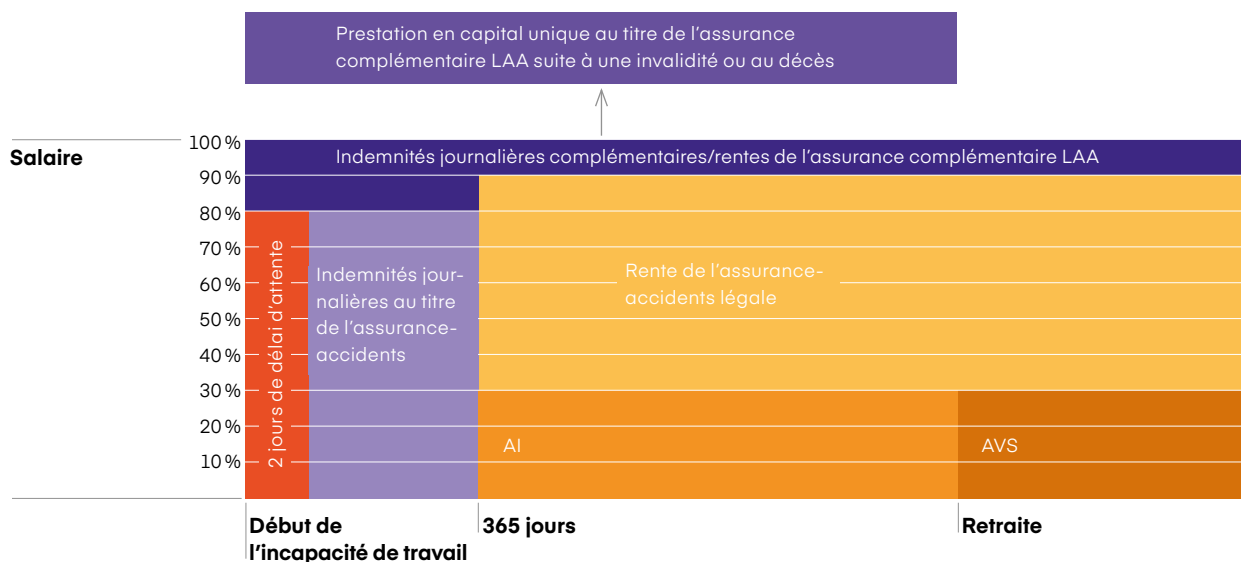 Prestation en capital unique au titre de l’assurance
complémentaire LAA suite à une invalidité ou au décès
Salaire
100 %
Indemnités journalières complémentaires/rentes de l’assurance complémentaire LAA
90 %
80 %
70 %
60 %
50 %
40 %
30 %
20 %
10 %
2 jours de délai d’attente
Indemnités jour-
nalières au titre
de l’assurance-
accidents
Rente de l’assurance-
accidents légale
AI
AVS
Début de
l’incapacité de travail
365 jours
Retraite